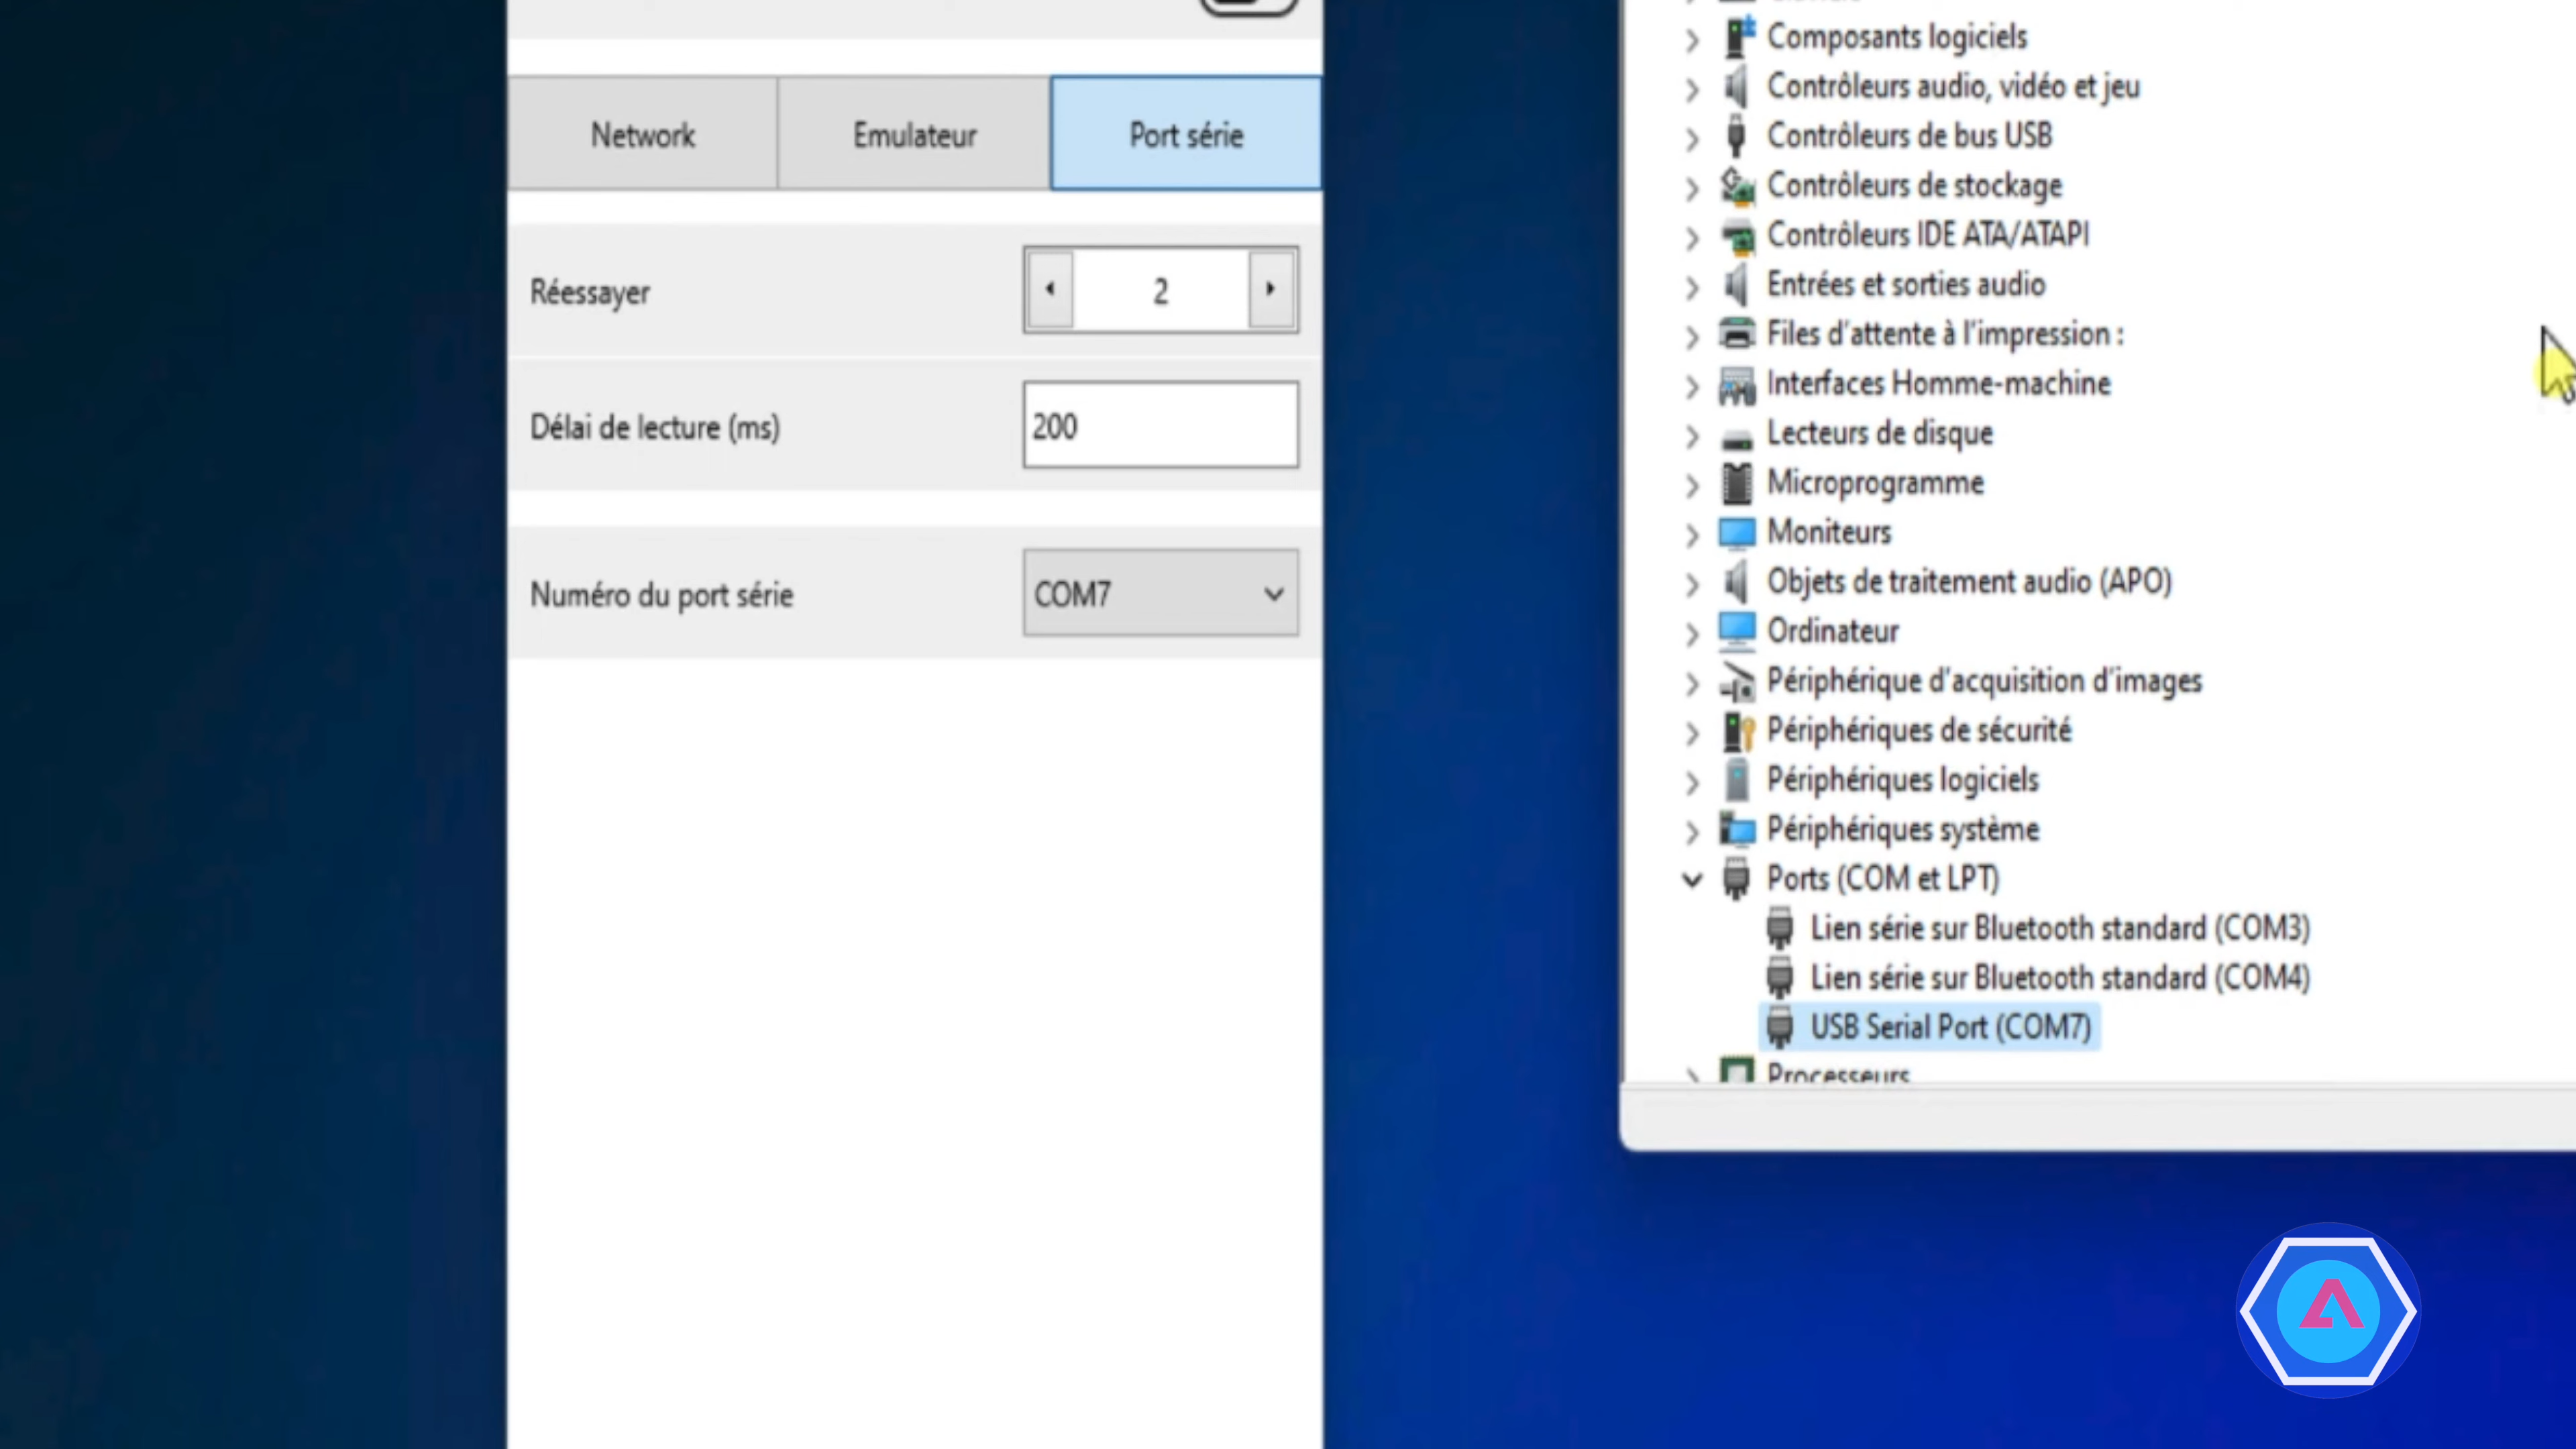 Network
Emulateur
Port série
Réessayer
2
Délai de lecture (ms)
200
Numéro du port série
COM7
Composants logiciels
Contrôleurs audio, vidéo et jeu
Contrôleurs de bus USB
Contrôleurs de stockage
Contrôleurs IDE ATA/ATAPI
Entrées et sorties audio
Files d'attente à l'impression :
Interfaces Homme-machine
Lecteurs de disque
Microprogramme
Moniteurs
Objets de traitement audio (APO)
Ordinateur
Périphérique d'acquisition d'images
Périphériques de sécurité
Périphériques logiciels
Périphériques système
Ports (COM et LPT)
Lien série sur Bluetooth standard (COM3)
Lien série sur Bluetooth standard (COM4)
USB Serial Port (COM7)
Processeurs